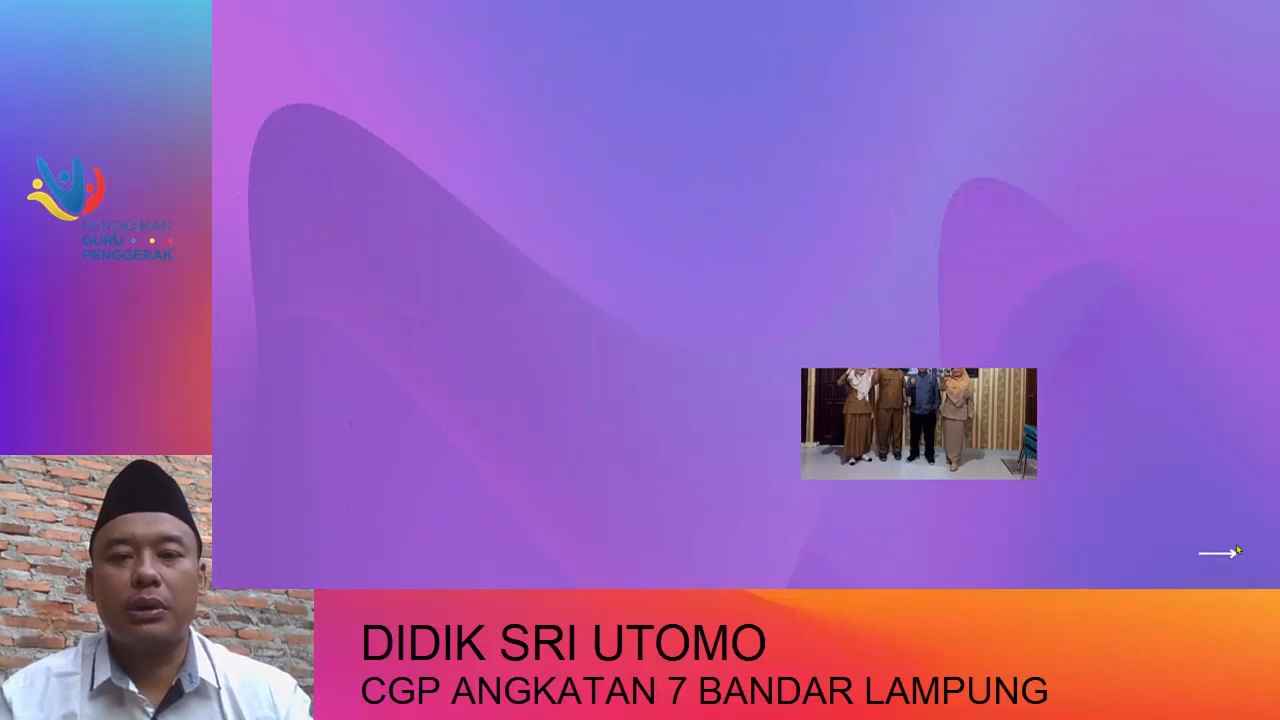 PENDIDIKAN
GURU
PENGGERAK
DIDIK SRI UTOMO
CGP ANGKATAN 7 BANDAR LAMPUNG